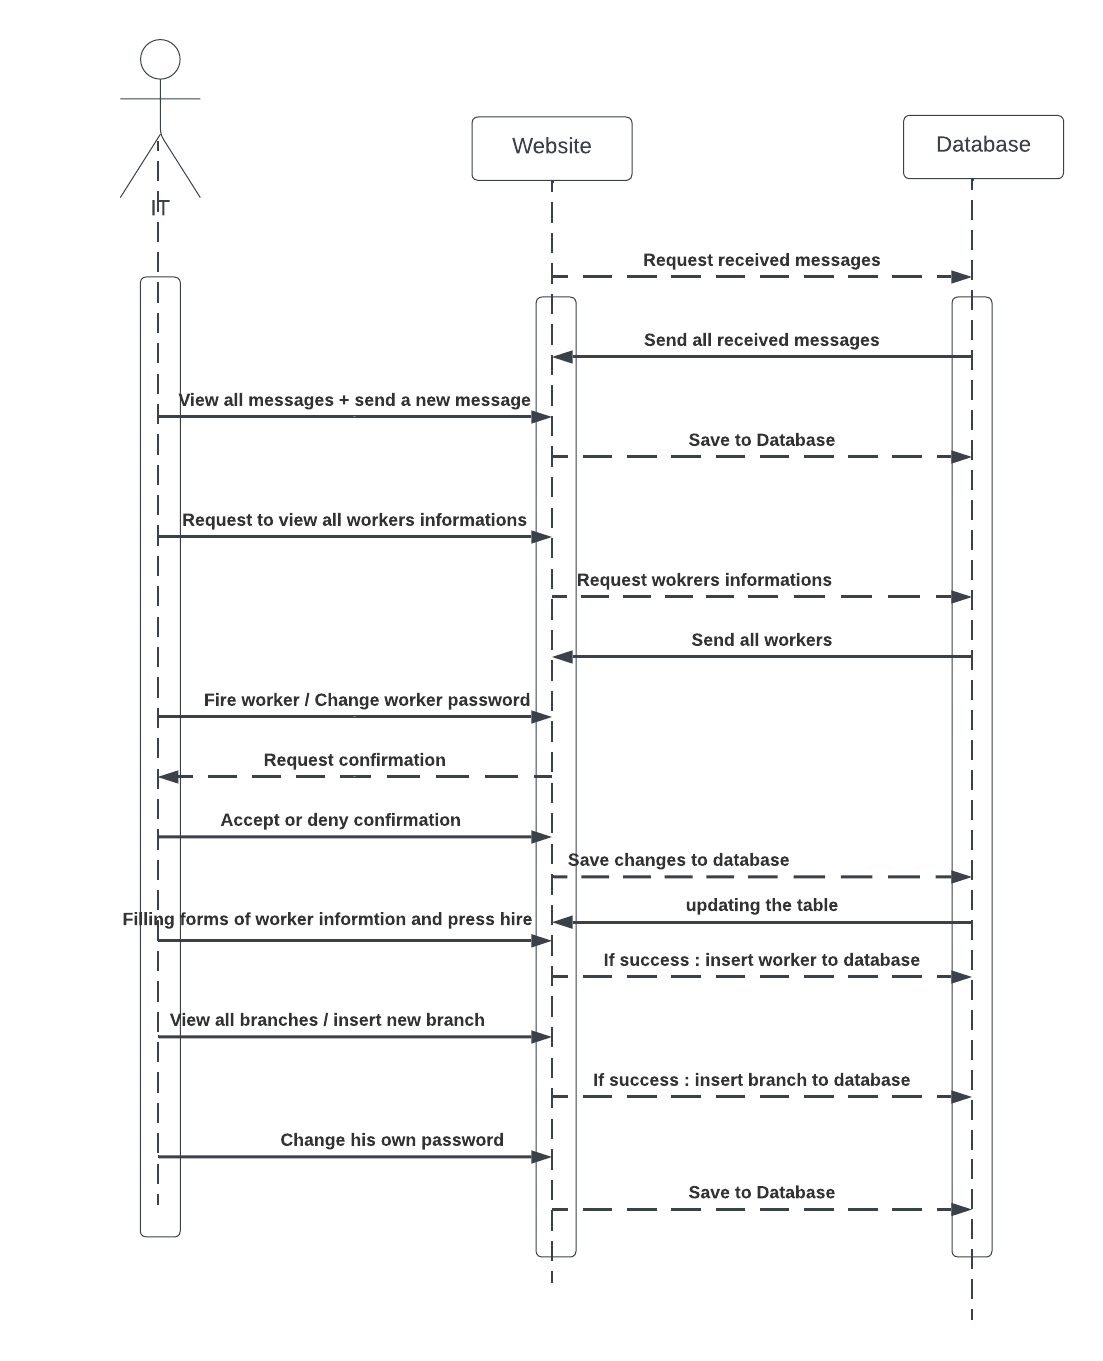 IT
Website
Database
Request received messages
Send all received messages
View all messages + send a new message
Save to Database
Request to view all workers informations
Request wokrers informations
Send all workers
Fire worker / Change worker password
Request confirmation
Accept or deny confirmation
Save changes to database
updating the table
Filling forms of worker informtion and press hire
If success : insert worker to database
View all branches / insert new branch
If success : insert branch to database
Change his own password
Save to Database